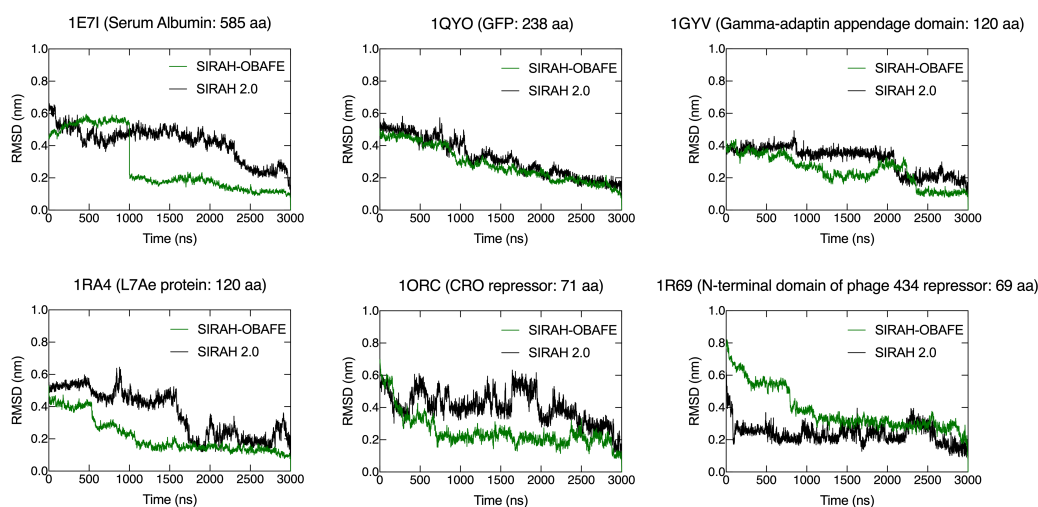 1E7I (Serum Albumin: 585 aa)
1QYO (GFP: 238 aa)
1GYV (Gamma-adaptin appendage domain: 120 aa)
1.0
0.8
0.6
0.4
0.2
0.0
RMSD (nm)
SIRAH-OBAFE
SIRAH 2.0
0 500 1000 1500 2000 2500 3000
Time (ns)
1.0
0.8
0.6
0.4
0.2
0.0
RMSD (nm)
SIRAH-OBAFE
SIRAH 2.0
0 500 1000 1500 2000 2500 3000
Time (ns)
1.0
0.8
0.6
0.4
0.2
0.0
RMSD (nm)
SIRAH-OBAFE
SIRAH 2.0
0 500 1000 1500 2000 2500 3000
Time (ns)
1RA4 (L7Ae protein: 120 aa)
1ORC (CRO repressor: 71 aa)
1R69 (N-terminal domain of phage 434 repressor: 69 aa)
1.0
0.8
0.6
0.4
0.2
0.0
RMSD (nm)
SIRAH-OBAFE
SIRAH 2.0
0 500 1000 1500 2000 2500 3000
Time (ns)
1.0
0.8
0.6
0.4
0.2
0.0
RMSD (nm)
SIRAH-OBAFE
SIRAH 2.0
0 500 1000 1500 2000 2500 3000
Time (ns)
1.0
0.8
0.6
0.4
0.2
0.0
RMSD (nm)
SIRAH-OBAFE
SIRAH 2.0
0 500 1000 1500 2000 2500 3000
Time (ns)